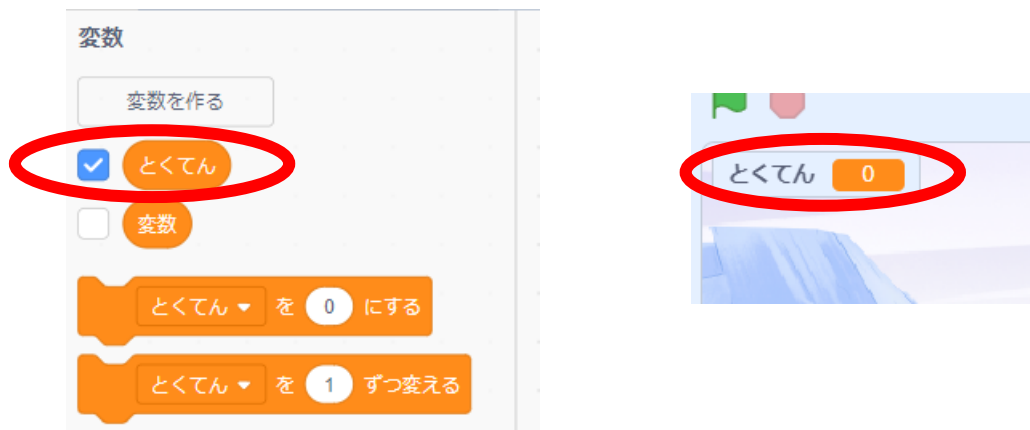 変数
変数を作る
とくてん
変数
とくてん を 0 にする
とくてん を 1 ずつ変える
とくてん 0